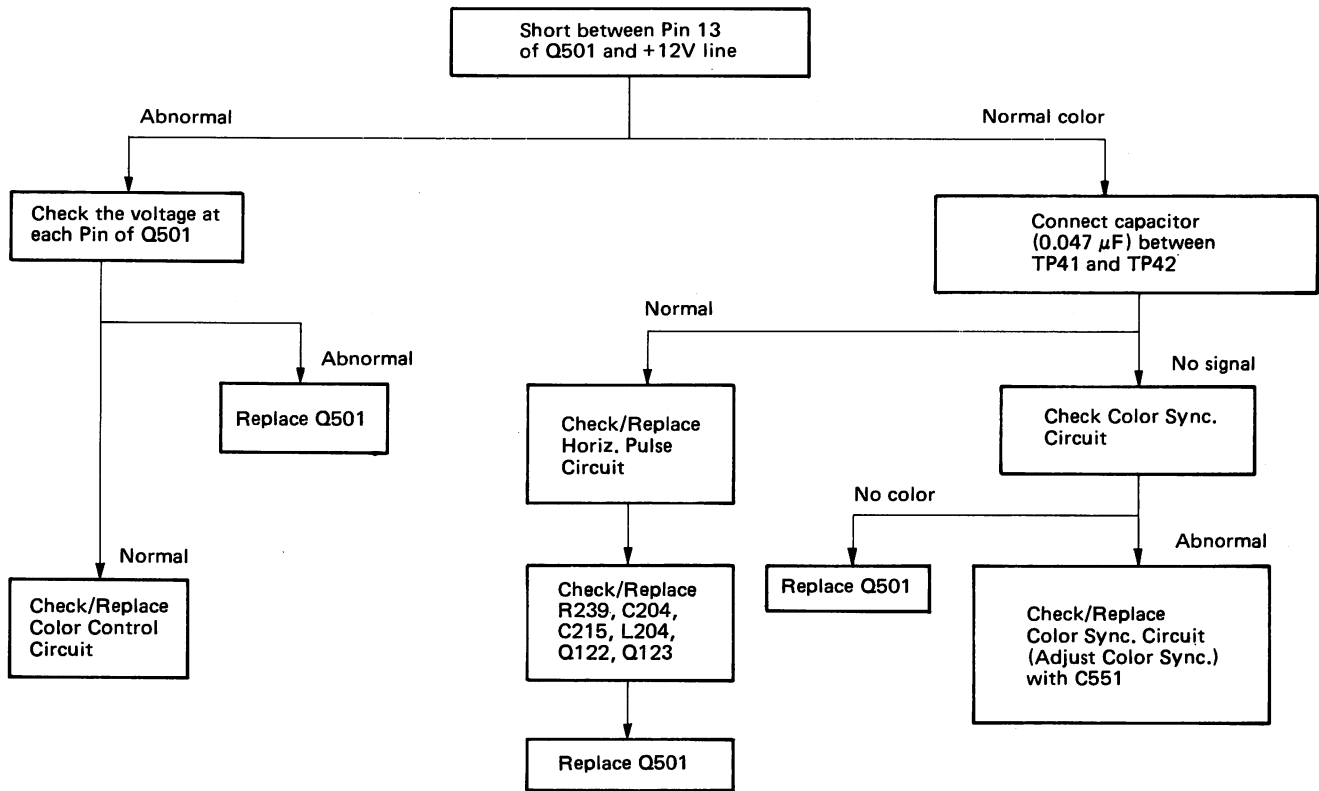 Short between Pin 13
of Q501 and +12V line
Abnormal
Normal color
Check the voltage at
each Pin of Q501
Connect capacitor
(0.047 µF) between
TP41 and TP42
Normal
No signal
Abnormal
Replace Q501
Check/Replace
Horiz. Pulse
Circuit
Check Color Sync.
Circuit
No color
Abnormal
Normal
Check/Replace
Color Control
Circuit
Check/Replace
R239, C204,
C215, L204,
Q122, Q123
Replace Q501
Check/Replace
Color Sync. Circuit
(Adjust Color Sync.)
with C551
Replace Q501